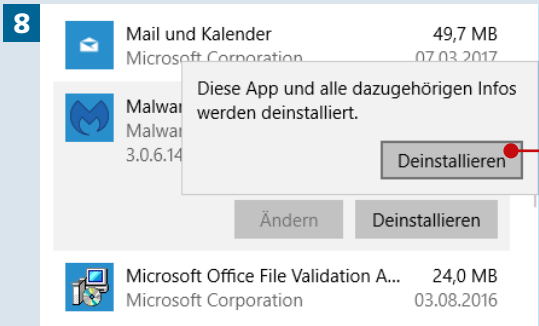 8
Mail und Kalender 49,7 MB
Microsoft Corporation 07.03.2017
Diese App und alle dazugehörigen Infos
werden deinstalliert.
Malwar
Malwar
3.0.6.14
Deinstallieren
Ändern Deinstallieren
Microsoft Office File Validation A... 24,0 MB
Microsoft Corporation 03.08.2016